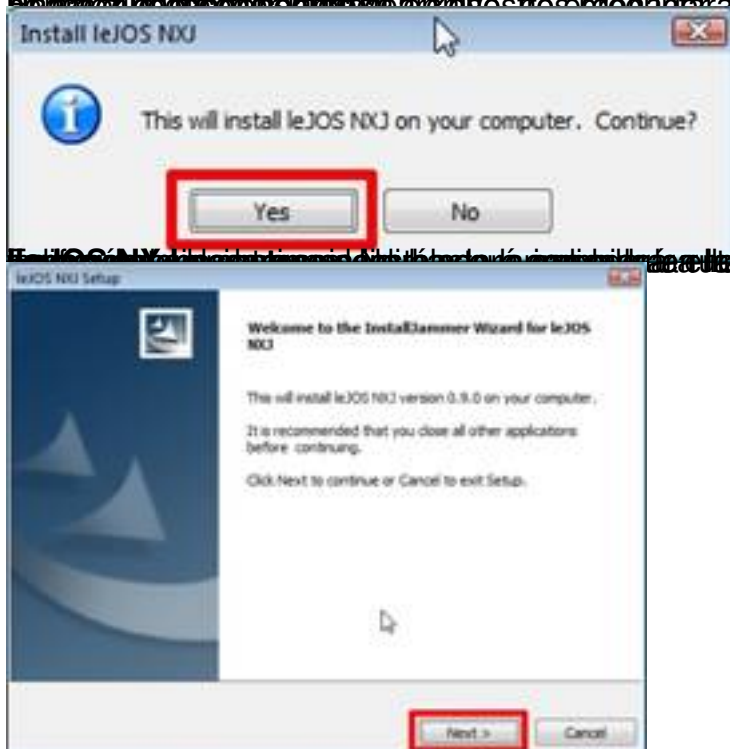 Install leJOS NXJ
This will install leJOS NXJ on your computer. Continue?
Yes
No
leJOS NXJ Setup
Welcome to the InstallJammer Wizard for leJOS
NXJ
This will install leJOS NXJ version 0.9.0 on your computer.
It is recommended that you close all other applications
before continuing.
Click Next to continue or Cancel to exit Setup.
Next >
Cancel